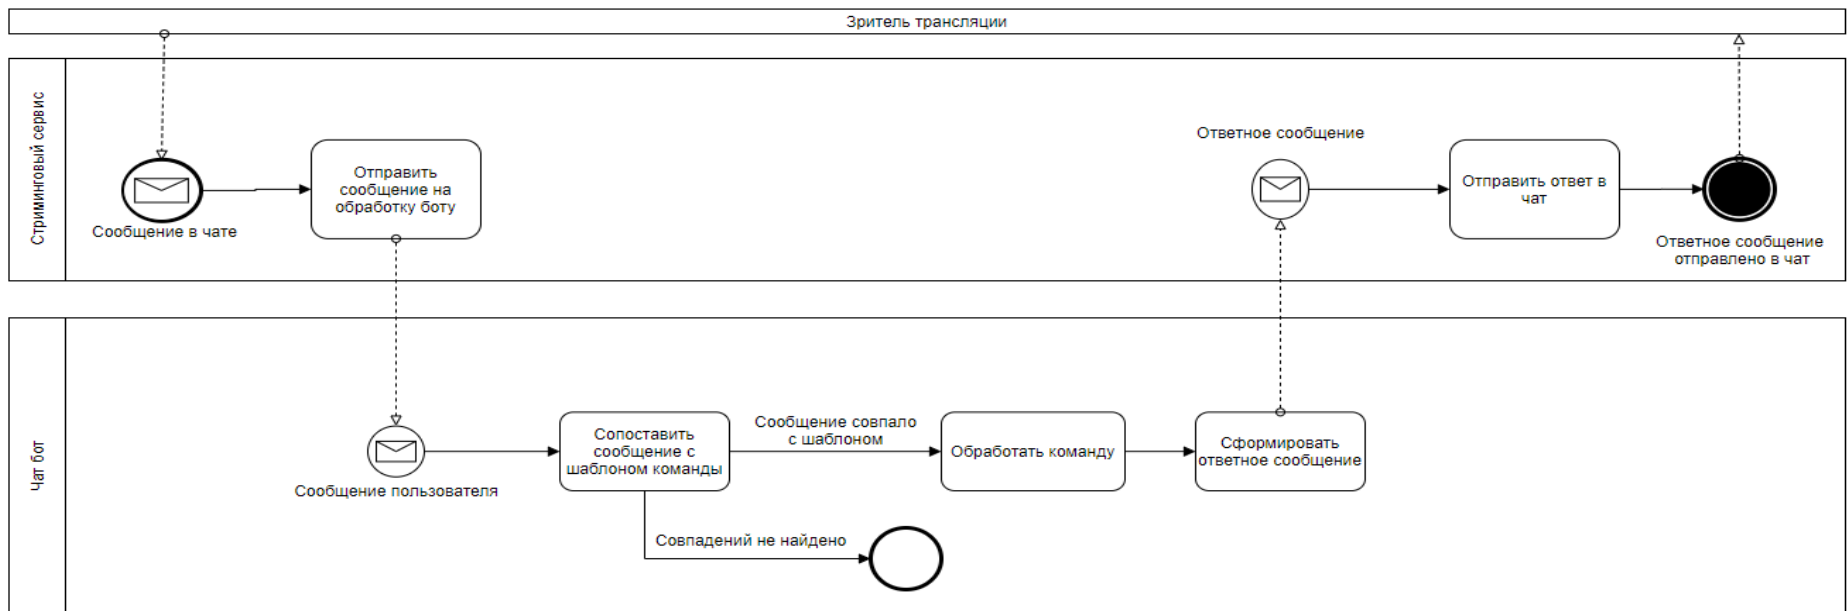 Зритель трансляции
Стриминговый сервис
Сообщение в чате
Отправить
сообщение на
обработку боту
Ответное сообщение
Отправить ответ в
чат
Ответное сообщение
отправлено в чат
Чат бот
Сообщение пользователя
Сопоставить
сообщение с
шаблоном команды
Сообщение совпало
с шаблоном
Обработать команду
Сформировать
ответное сообщение
Совпадений не найдено